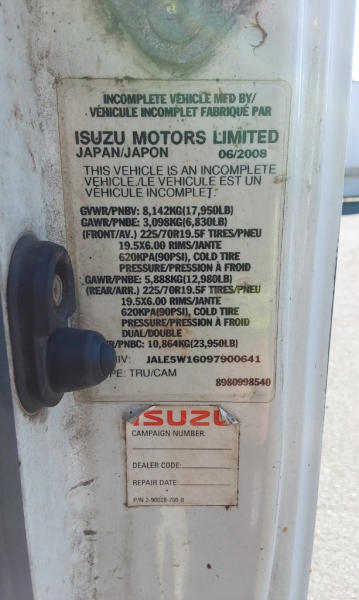 INCOMPLETE VEHICLE MFD BY/
VÉHICULE INCOMPLET FABRIQUÉ PAR
ISUZU MOTORS LIMITED
JAPAN/JAPON 06/2008
THIS VEHICLE IS AN INCOMPLETE
VEHICLE/LE VÉHICULE EST UN
VÉHICULE INCOMPLET.
GVWR/PNBV: 8,142KG(17,950LB)
GAWR/PNBE: 3,098KG(6,830LB)
(FRONT/AV.) 225/70R19.5F TIRES/PNEU
19.5X6.00 RIMS/JANTE
620KPA(90PSI), COLD TIRE
PRESSURE/PRESSION À FROID
GAWR/PNBE: 5,888KG(12,980LB)
(REAR/ARR.) 225/70R19.5F TIRES/PNEU
19.5X6.00 RIMS/JANTE
620KPA(90PSI), COLD TIRE
PRESSURE/PRESSION À FROID
DUAL/DOUBLE
/PNBC: 10,864KG(23,950LB)
JALE5W16097900641
TRU/CAM
8980998540
ISUZU
CAMPAIGN NUMBER:
DEALER CODE:
REPAIR DATE: